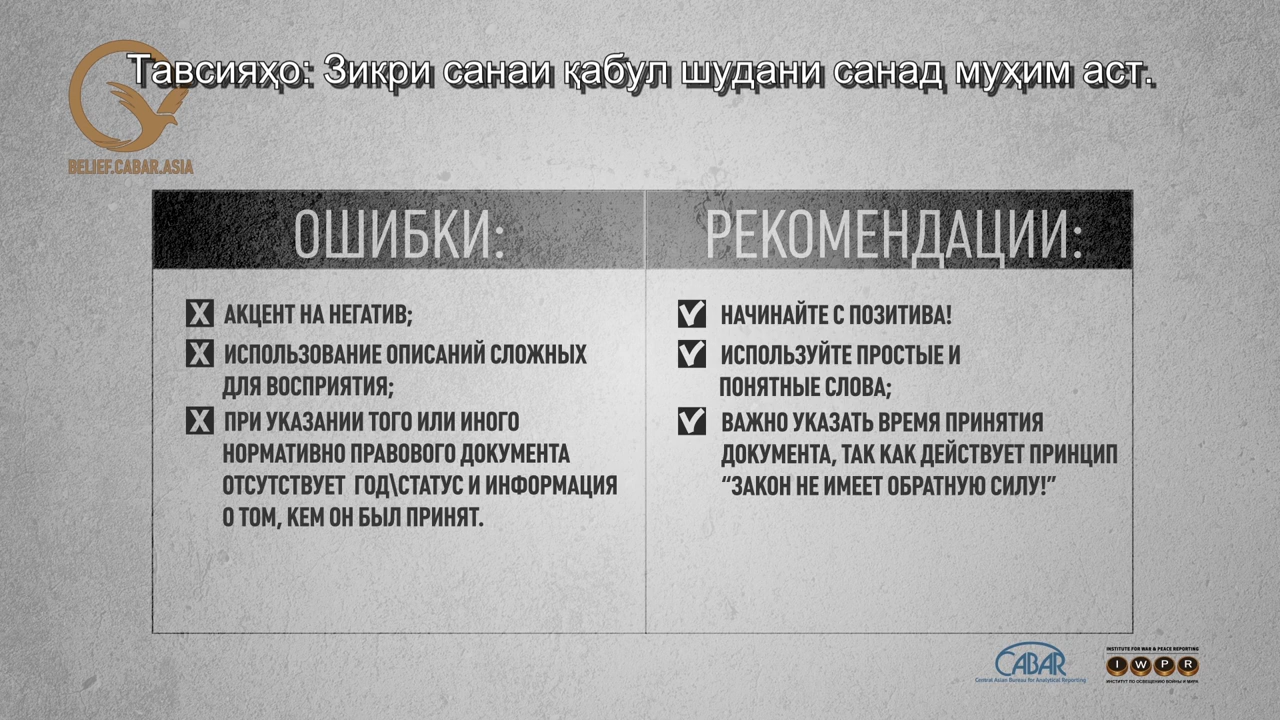 Тавсияҳо: Зикри санаи қабул шудани санад муҳим аст.
BELIEF.CABAR.ASIA
ОШИБКИ:
АКЦЕНТ НА НЕГАТИВ;
ИСПОЛЬЗОВАНИЕ ОПИСАНИЙ СЛОЖНЫХ
ДЛЯ ВОСПРИЯТИЯ;
ПРИ УКАЗАНИИ ТОГО ИЛИ ИНОГО
НОРМАТИВНО ПРАВОВОГО ДОКУМЕНТА
ОТСУТСТВУЕТ ГОД\СТАТУС И ИНФОРМАЦИЯ
О ТОМ, КЕМ ОН БЫЛ ПРИНЯТ.
РЕКОМЕНДАЦИИ:
НАЧИНАЙТЕ С ПОЗИТИВА!
ИСПОЛЬЗУЙТЕ ПРОСТЫЕ И
ПОНЯТНЫЕ СЛОВА;
ВАЖНО УКАЗАТЬ ВРЕМЯ ПРИНЯТИЯ
ДОКУМЕНТА, ТАК КАК ДЕЙСТВУЕТ ПРИНЦИП
“ЗАКОН НЕ ИМЕЕТ ОБРАТНУЮ СИЛУ!”
CABAR
Central Asian Bureau for Analytical Reporting
INSTITUTE FOR WAR & PEACE REPORTING
I W P R
ИНСТИТУТ ПО ОСВЕЩЕНИЮ ВОЙНЫ И МИРА